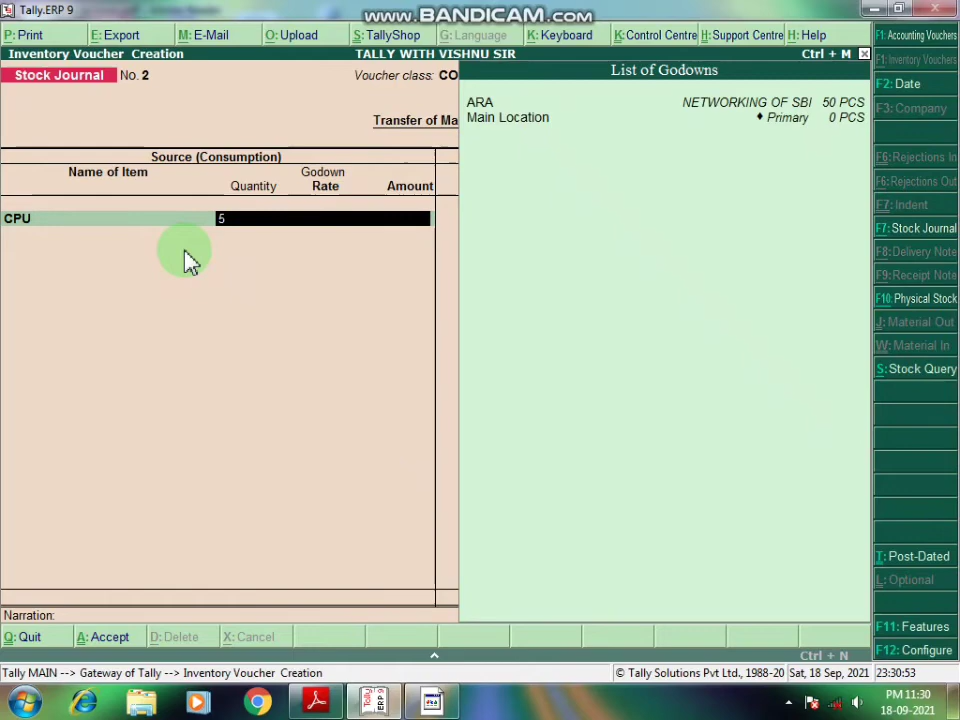 www.BANDICAM.com
Tally.ERP 9
P: Print E: Export M: E-Mail O: Upload S: TallyShop G: Language K: Keyboard K: Control Centre H: Support Centre H: Help
F1: Accounting Vouchers
Inventory Voucher Creation TALLY WITH VISHNU SIR Ctrl + M
F1: Inventory Vouchers
Stock Journal No. 2 Voucher class: CO
List of Godowns
F2: Date
ARA NETWORKING OF SBI 50 PCS
F3: Company
Main Location ♦ Primary 0 PCS
Transfer of Ma
Source (Consumption)
F6: Rejections In
Name of Item Godown
Quantity Rate Amount
F6: Rejections Out
F7: Indent
CPU 5
F7: Stock Journal
F8: Delivery Note
F9: Receipt Note
F10: Physical Stock
J: Material Out
W: Material In
S: Stock Query
T: Post-Dated
L: Optional
Narration:
F11: Features
Q: Quit A: Accept D: Delete X: Cancel
F12: Configure
Ctrl + N
Tally MAIN --> Gateway of Tally --> Inventory Voucher Creation © Tally Solutions Pvt Ltd., 1988-20 Sat, 18 Sep, 2021 23:30:53
PM 11:30
18-09-2021